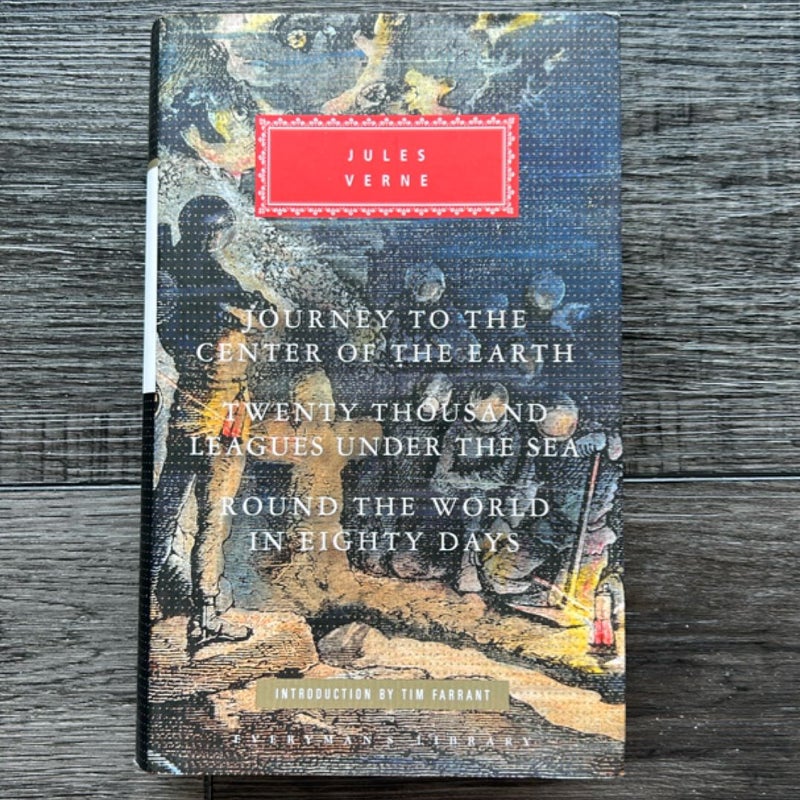 JULES
VERNE
JOURNEY TO THE
CENTER OF THE EARTH
TWENTY THOUSAND
LEAGUES UNDER THE SEA
ROUND THE WORLD
IN EIGHTY DAYS
INTRODUCTION BY TIM FARRANT
EVERYMAN'S LIBRARY